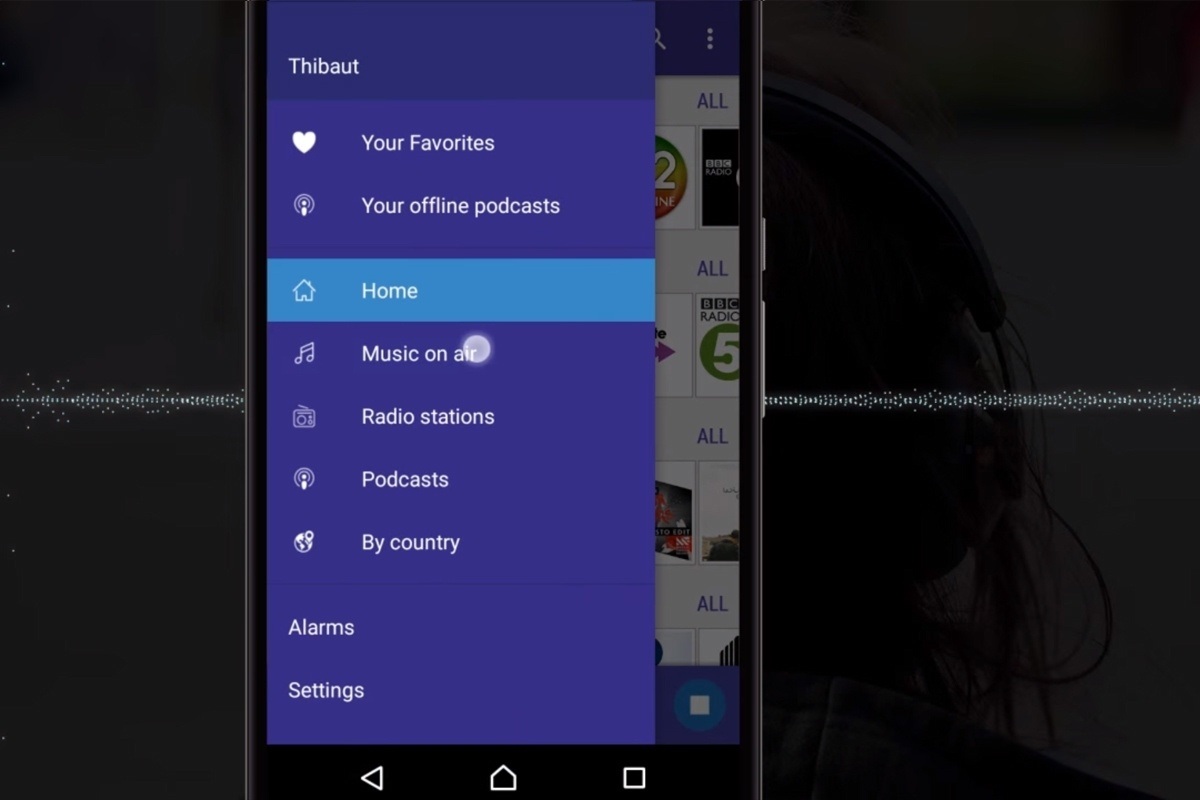 Thibaut
Your Favorites
Your offline podcasts
Home
Music on air
Radio stations
Podcasts
By country
Alarms
Settings
ALL
2
BBC
RADIO
ALL
BBC
RADIO
5
ALL
ALL